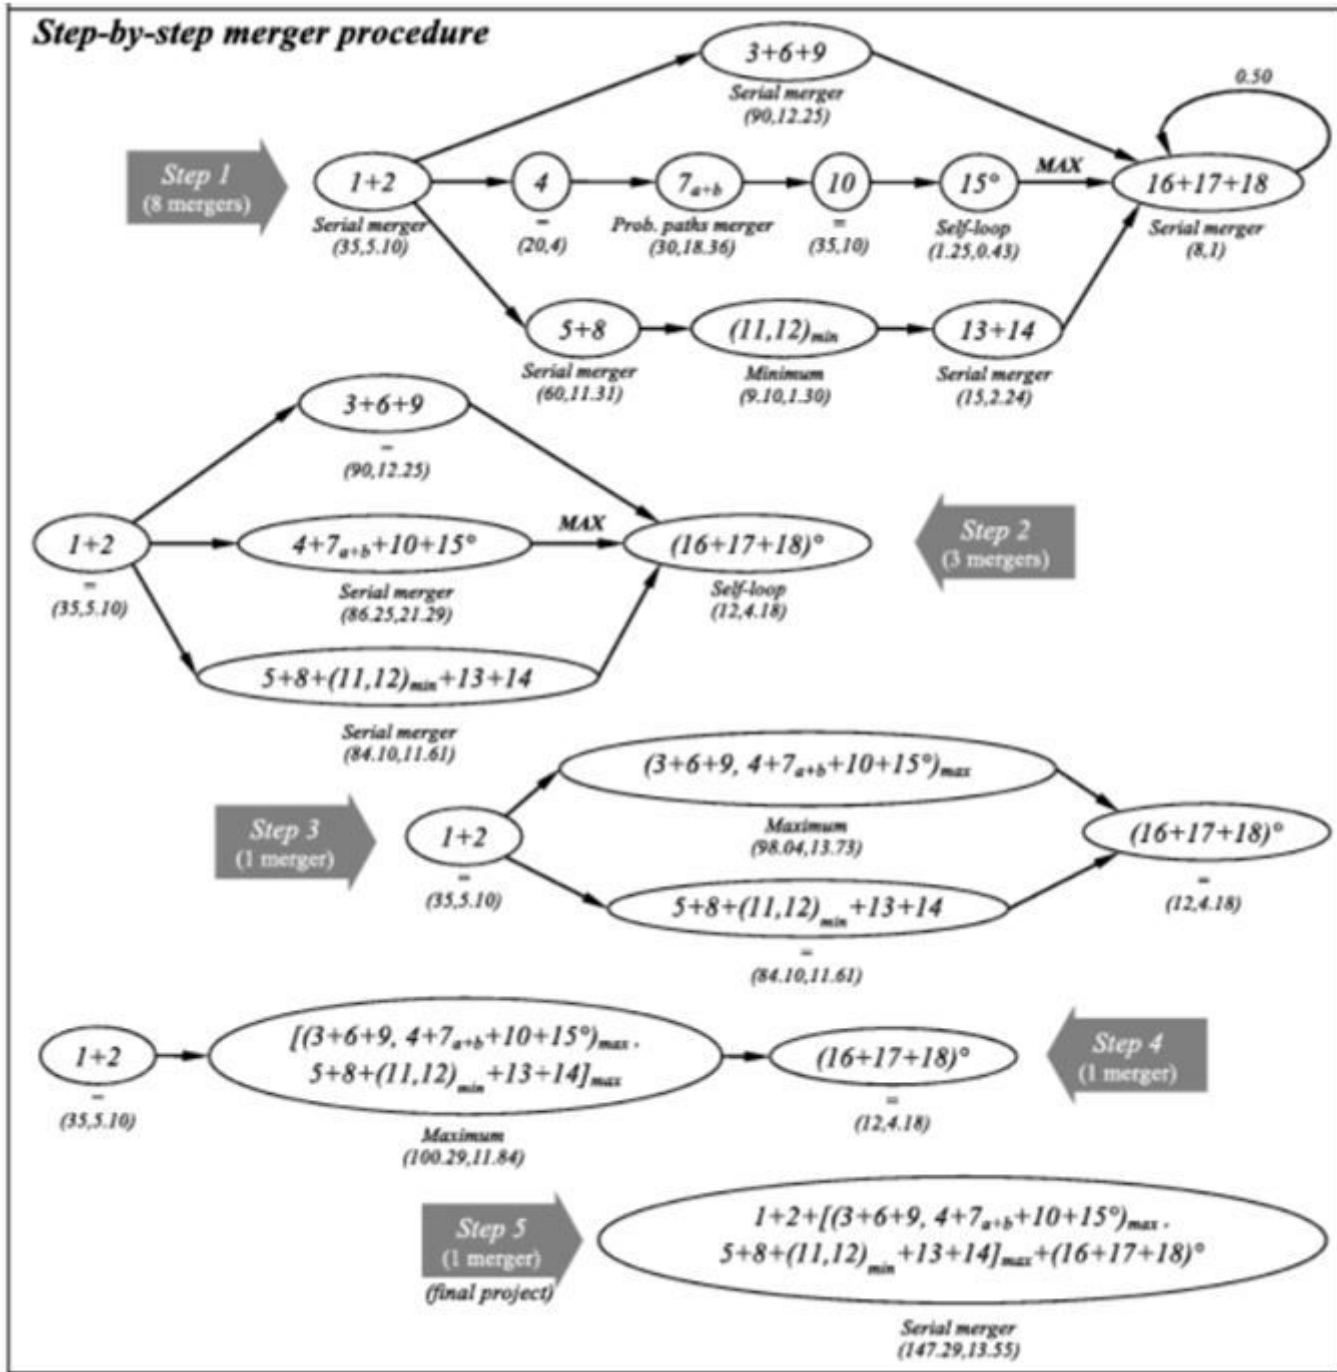 Step-by-step merger procedure
3+6+9
Serial merger
(90,12.25)
0.50
Step 1
(8 mergers)
1+2
Serial merger
(35,5.10)
4
=
(20,4)
7a+b
Prob. paths merger
(30,18.36)
10
=
(35,10)
15°
Self-loop
(1.25,0.43)
MAX
16+17+18
Serial merger
(8,1)
5+8
Serial merger
(60,11.31)
(11,12)min
Minimum
(9.10,1.30)
13+14
Serial merger
(15,2.24)
3+6+9
=
(90,12.25)
1+2
=
(35,5.10)
4+7a+b+10+15°
Serial merger
(86.25,21.29)
MAX
(16+17+18)°
Self-loop
(12,4.18)
Step 2
(3 mergers)
5+8+(11,12)min+13+14
Serial merger
(84.10,11.61)
Step 3
(1 merger)
1+2
=
(35,5.10)
(3+6+9, 4+7a+b+10+15°)max
Maximum
(98.04,13.73)
(16+17+18)°
=
(12,4.18)
5+8+(11,12)min+13+14
=
(84.10,11.61)
1+2
=
(35,5.10)
[(3+6+9, 4+7a+b+10+15°)max,
5+8+(11,12)min+13+14]max
Maximum
(100.29,11.84)
(16+17+18)°
=
(12,4.18)
Step 4
(1 merger)
Step 5
(1 merger)
(final project)
1+2+[(3+6+9, 4+7a+b+10+15°)max,
5+8+(11,12)min+13+14]max+(16+17+18)°
Serial merger
(147.29,13.55)